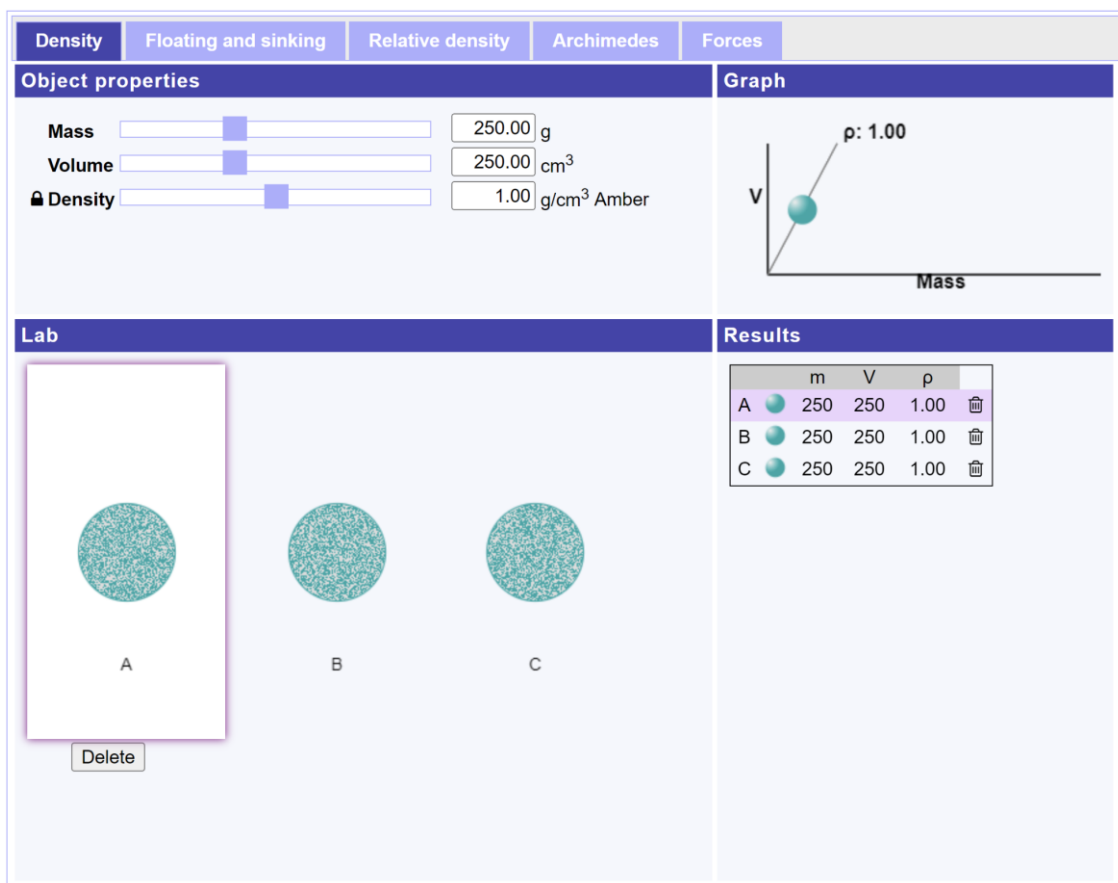 Density Floating and sinking Relative density Archimedes Forces
Object properties
Mass 250.00 g
Volume 250.00 cm³
Density 1.00 g/cm³ Amber
Graph
ρ: 1.00
V
Mass
Lab
A B C
Delete
Results
m V ρ
A 250 250 1.00
B 250 250 1.00
C 250 250 1.00